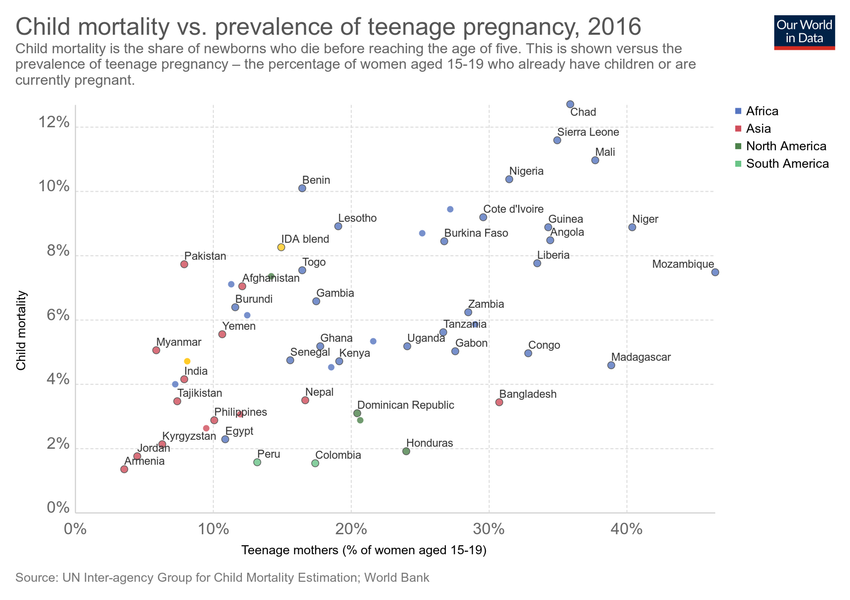 Child mortality vs. prevalence of teenage pregnancy, 2016
Our World
in Data
Child mortality is the share of newborns who die before reaching the age of five. This is shown versus the
prevalence of teenage pregnancy – the percentage of women aged 15-19 who already have children or are
currently pregnant.
Africa
Asia
North America
South America
12%
10%
8%
6%
4%
2%
0%
Child mortality
Chad
Sierra Leone
Mali
Nigeria
Benin
Cote d'Ivoire
Lesotho
Guinea
Niger
Burkina Faso
Angola
IDA blend
Pakistan
Liberia
Togo
Mozambique
Afghanistan
Burundi
Gambia
Zambia
Yemen
Tanzania
Myanmar
Ghana
Uganda
Gabon
Senegal
Kenya
Congo
Madagascar
India
Tajikistan
Nepal
Bangladesh
Philippines
Dominican Republic
Egypt
Kyrgyzstan
Honduras
Jordan
Peru
Colombia
Armenia
0%
10%
20%
30%
40%
Teenage mothers (% of women aged 15-19)
Source: UN Inter-agency Group for Child Mortality Estimation; World Bank